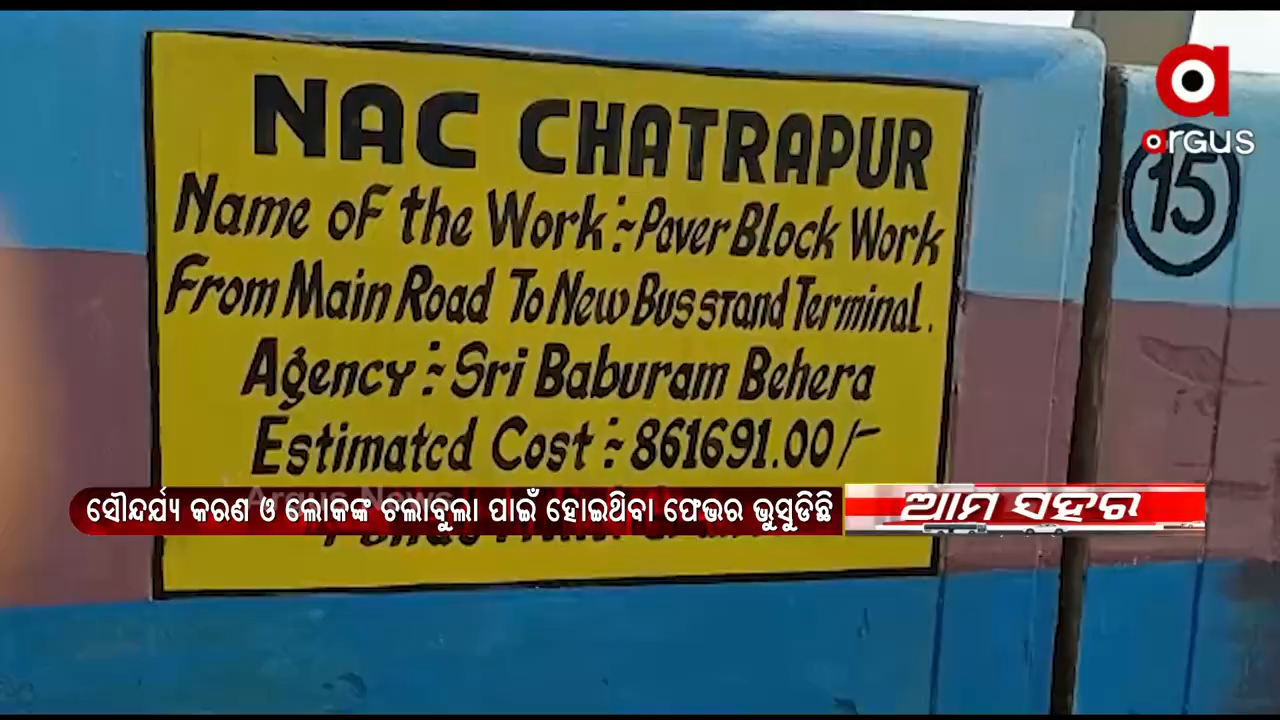 NAC CHATRAPUR
Name of the Work :~ Paver Block Work
From Main Road To New Bus stand Terminal.
Agency :~ Sri Baburam Behera
Estimated Cost :~ 861691.00/-
argus
15
ସୌନ୍ଦର୍ଯ୍ୟ କରଣ ଓ ଲୋକଙ୍କ ଚଲାବୁଲା ପାଇଁ ହୋଇଥିବା ଫେଭର ଭୁସୁଡିଛି
ଆମ ସହର